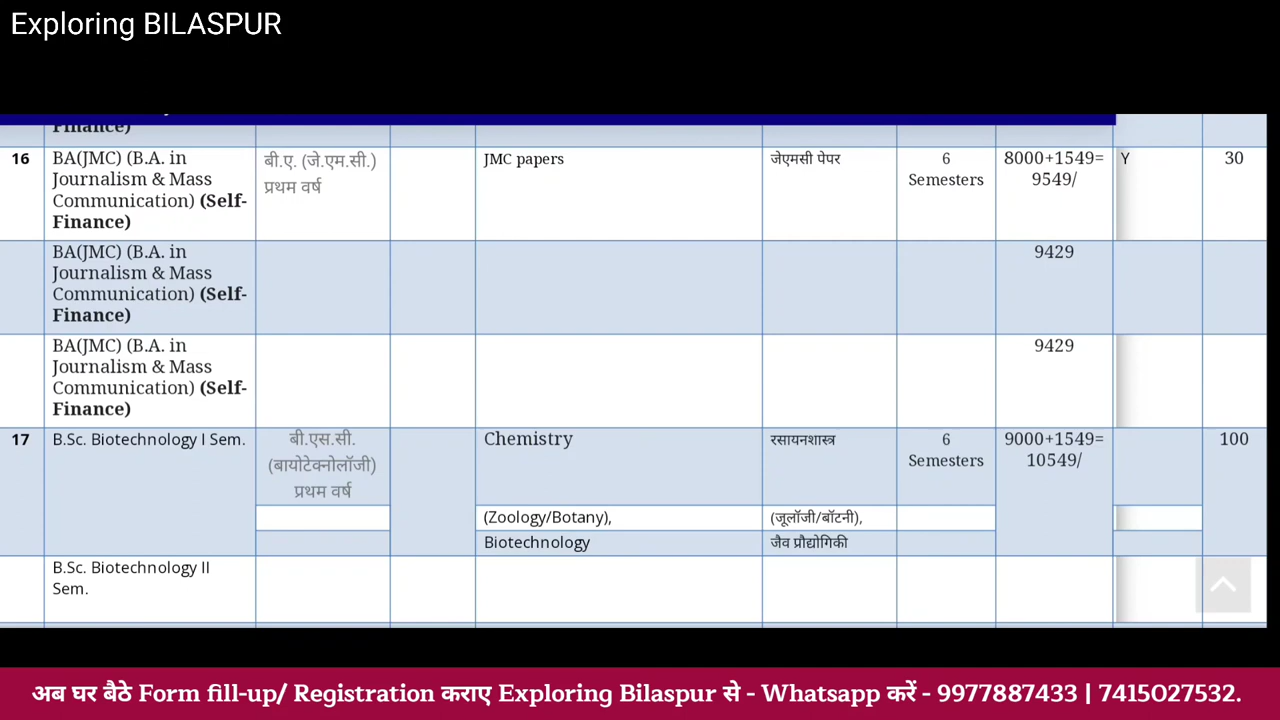 Exploring BILASPUR
Finance)
16 BA(JMC) (B.A. in बी.ए. (जे.एम.सी.) JMC papers जेएमसी पेपर 6 8000+1549= Y 30
Journalism & Mass प्रथम वर्ष Semesters 9549/
Communication) (Self-
Finance)
BA(JMC) (B.A. in 9429
Journalism & Mass
Communication) (Self-
Finance)
BA(JMC) (B.A. in 9429
Journalism & Mass
Communication) (Self-
Finance)
17 B.Sc. Biotechnology I Sem. बी.एस.सी. Chemistry रसायनशास्त्र 6 9000+1549= 100
(बायोटेक्नोलॉजी) Semesters 10549/
प्रथम वर्ष
(Zoology/Botany), (जूलॉजी/बॉटनी),
Biotechnology जैव प्रौद्योगिकी
B.Sc. Biotechnology II
Sem.
अब घर बैठे Form fill-up/ Registration कराए Exploring Bilaspur से - Whatsapp करें - 9977887433 | 7415027532.